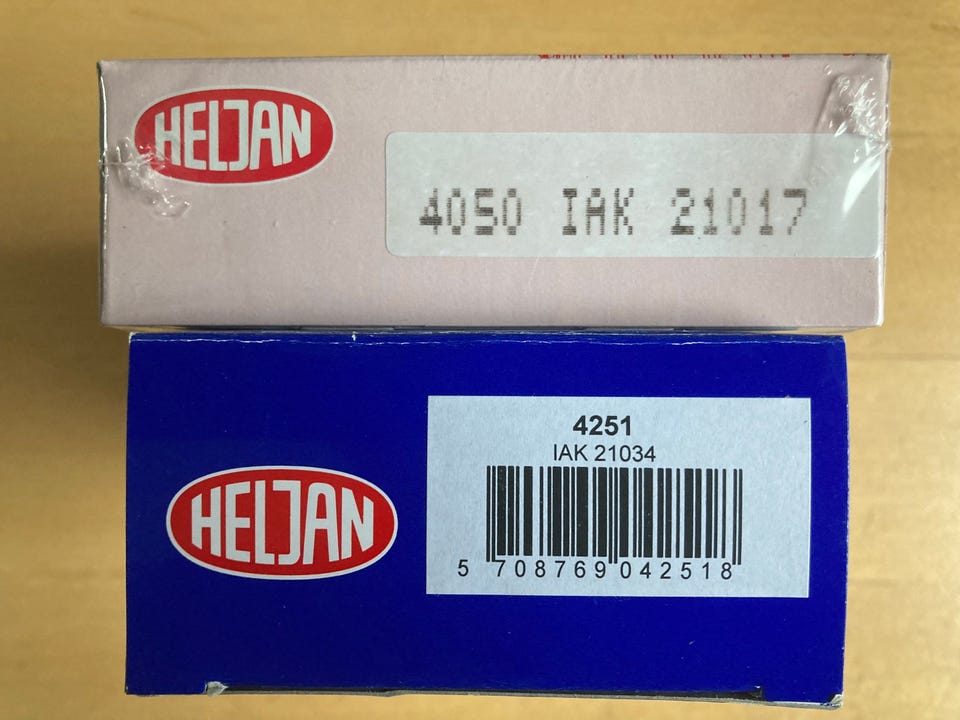 HELJAN
4050 IAK 21017
4251
IAK 21034
HELJAN
5 708769 042518